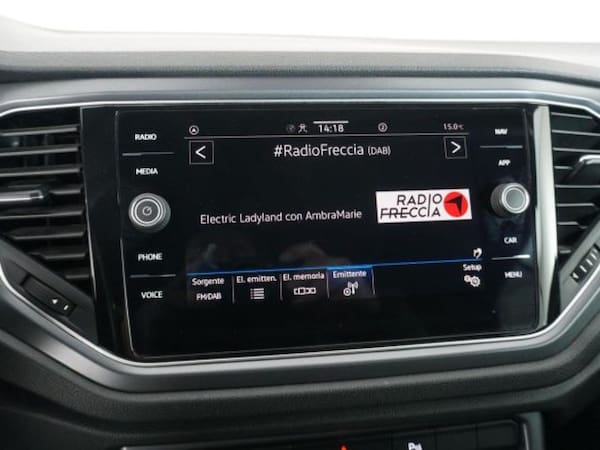 RADIO
14:18
15.0°C
NAV
< #RadioFreccia (DAB) >
MEDIA
APP
Electric Ladyland con AmbraMarie
RADIO
FRECCIA
PHONE
CAR
VOICE
Sorgente
FM/DAB
El. emitten.
El. memoria
Emittente
Setup
MENU
P